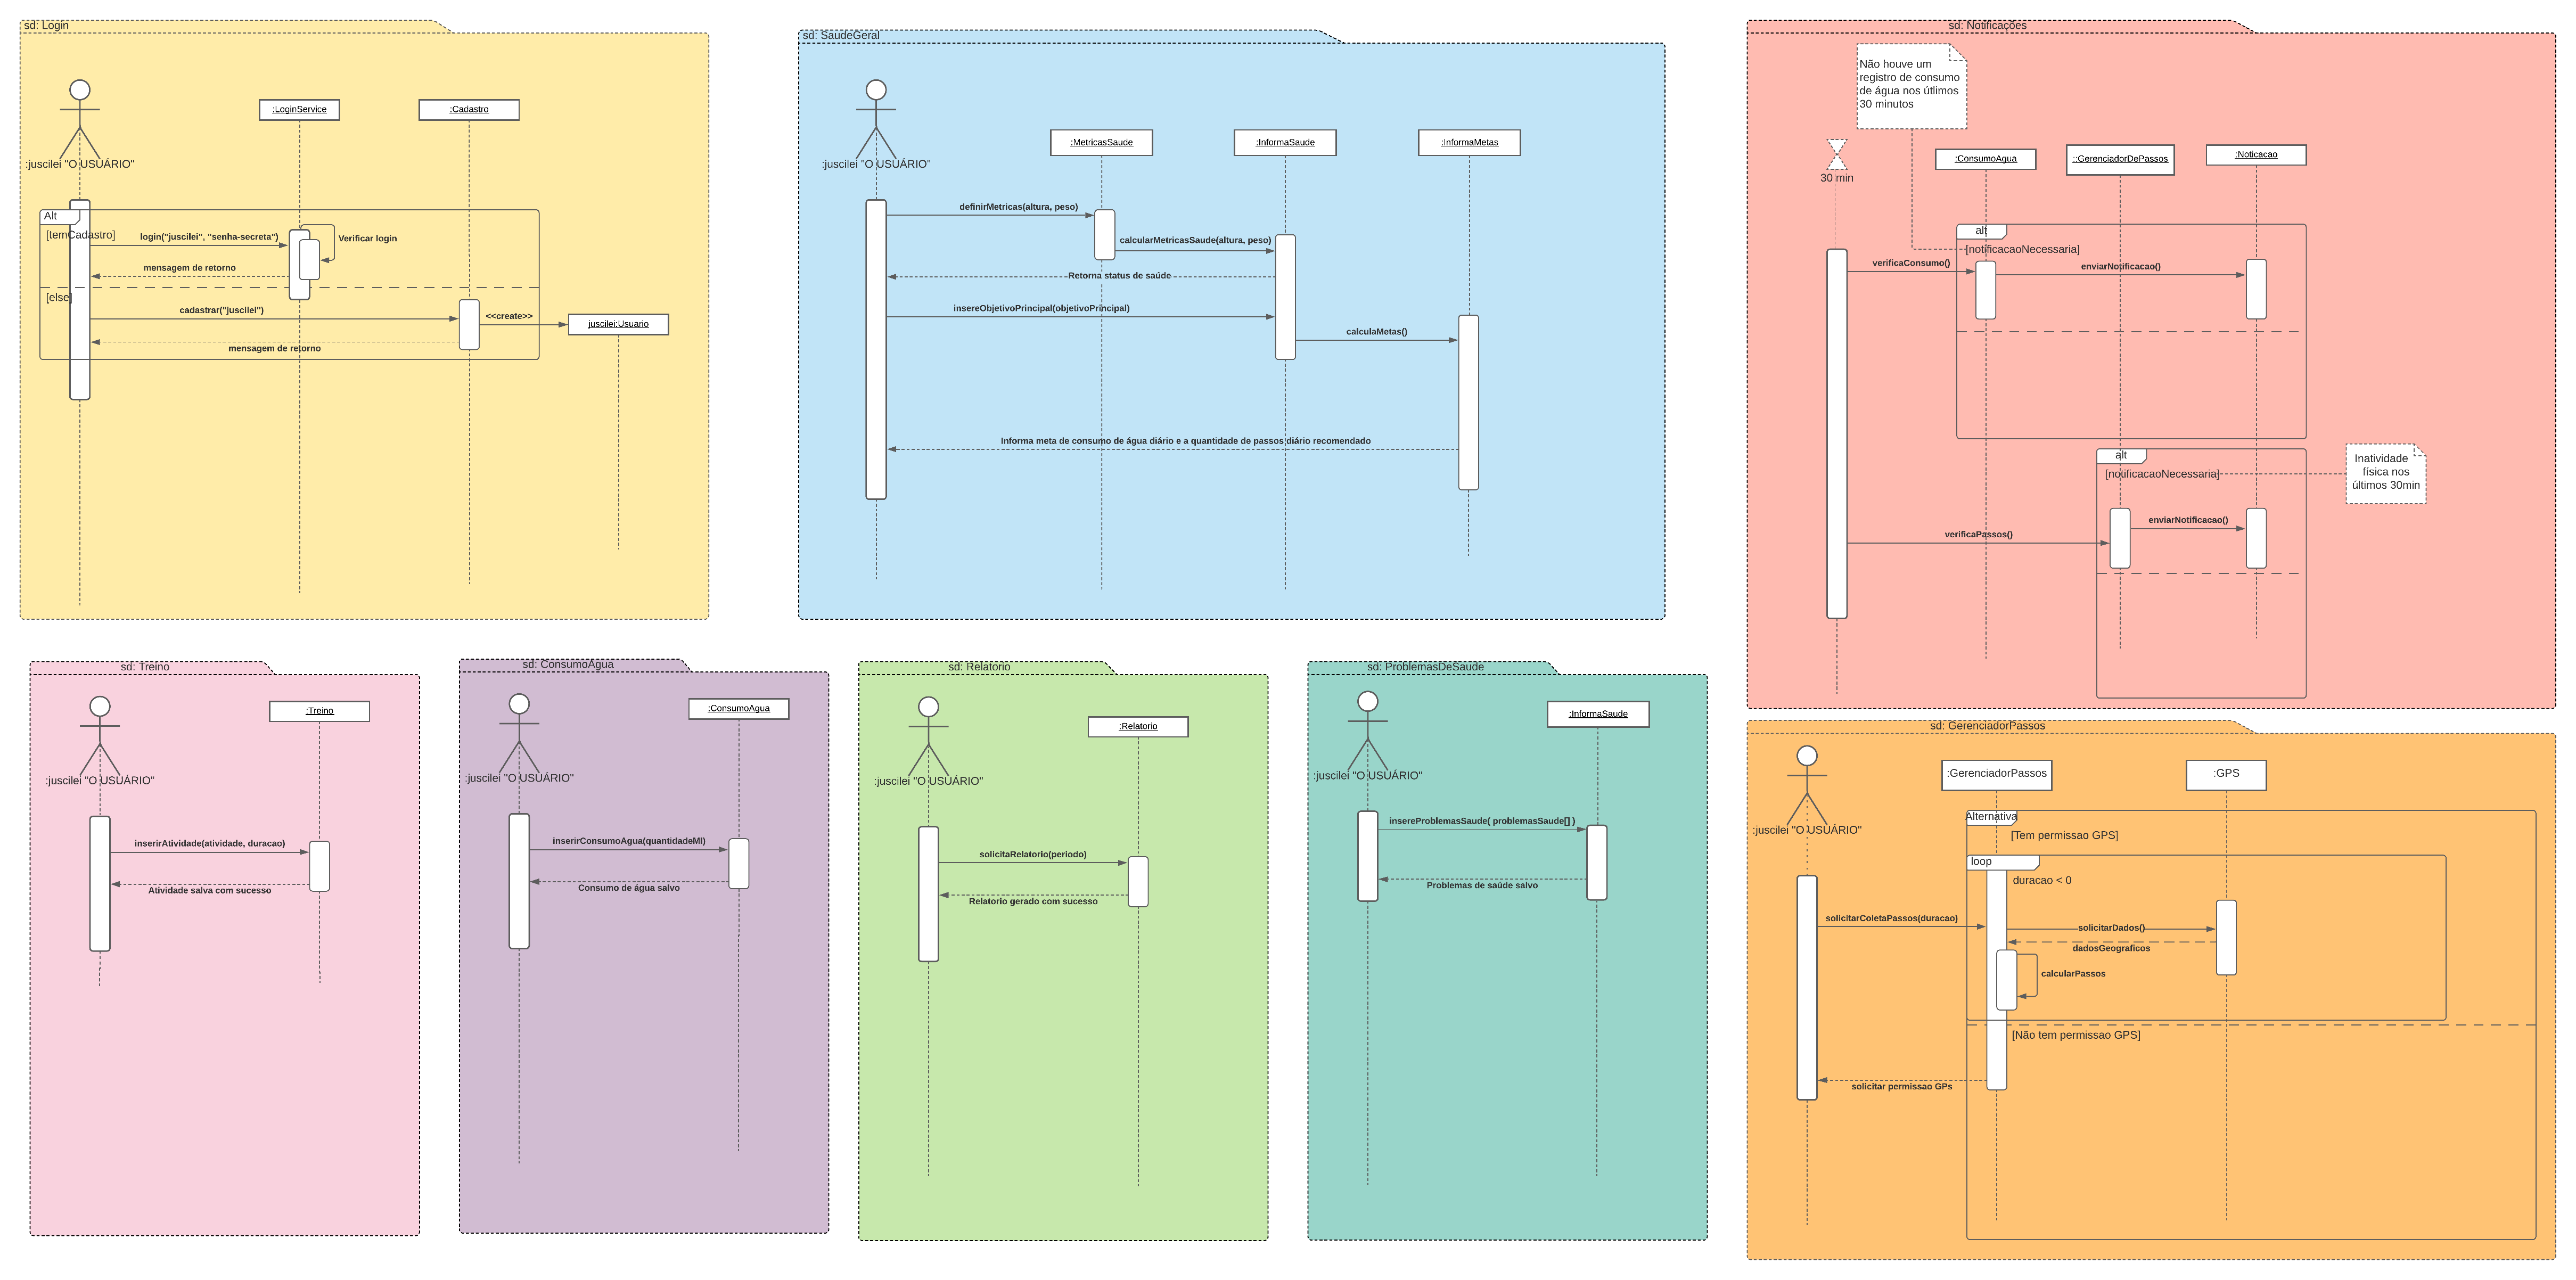 sd: Login
:juscilei "O USUÁRIO"
:LoginService
:Cadastro
Alt
[temCadastro]
login("juscilei", "senha-secreta")
Verificar login
mensagem de retorno
[else]
cadastrar("juscilei")
<<create>>
juscilei:Usuario
mensagem de retorno
sd: SaudeGeral
:juscilei "O USUÁRIO"
:MetricasSaude
:InformaSaude
:InformaMetas
definirMetricas(altura, peso)
calcularMetricasSaude(altura, peso)
Retorna status de saúde
insereObjetivoPrincipal(objetivoPrincipal)
calculaMetas()
Informa meta de consumo de água diário e a quantidade de passos diário recomendado
sd: Notificações
Não houve um
registro de consumo
de água nos útlimos
30 minutos
30 min
:ConsumoAgua
::GerenciadorDePassos
:Noticacao
alt
[notificacaoNecessaria]
verificaConsumo()
enviarNotificacao()
alt
[notificacaoNecessaria]
Inatividade
física nos
últimos 30min
enviarNotificacao()
verificaPassos()
sd: Treino
:juscilei "O USUÁRIO"
:Treino
inserirAtividade(atividade, duracao)
Atividade salva com sucesso
sd: ConsumoAgua
:juscilei "O USUÁRIO"
:ConsumoAgua
inserirConsumoAgua(quantidadeMl)
Consumo de água salvo
sd: Relatorio
:juscilei "O USUÁRIO"
:Relatorio
solicitaRelatorio(periodo)
Relatorio gerado com sucesso
sd: ProblemasDeSaude
:juscilei "O USUÁRIO"
:InformaSaude
insereProblemasSaude( problemasSaude[] )
Problemas de saúde salvo
sd: GerenciadorPassos
:juscilei "O USUÁRIO"
:GerenciadorPassos
:GPS
Alternativa
[Tem permissao GPS]
loop
duracao < 0
solicitarColetaPassos(duracao)
solicitarDados()
dadosGeograficos
calcularPassos
[Não tem permissao GPS]
solicitar permissao GPs